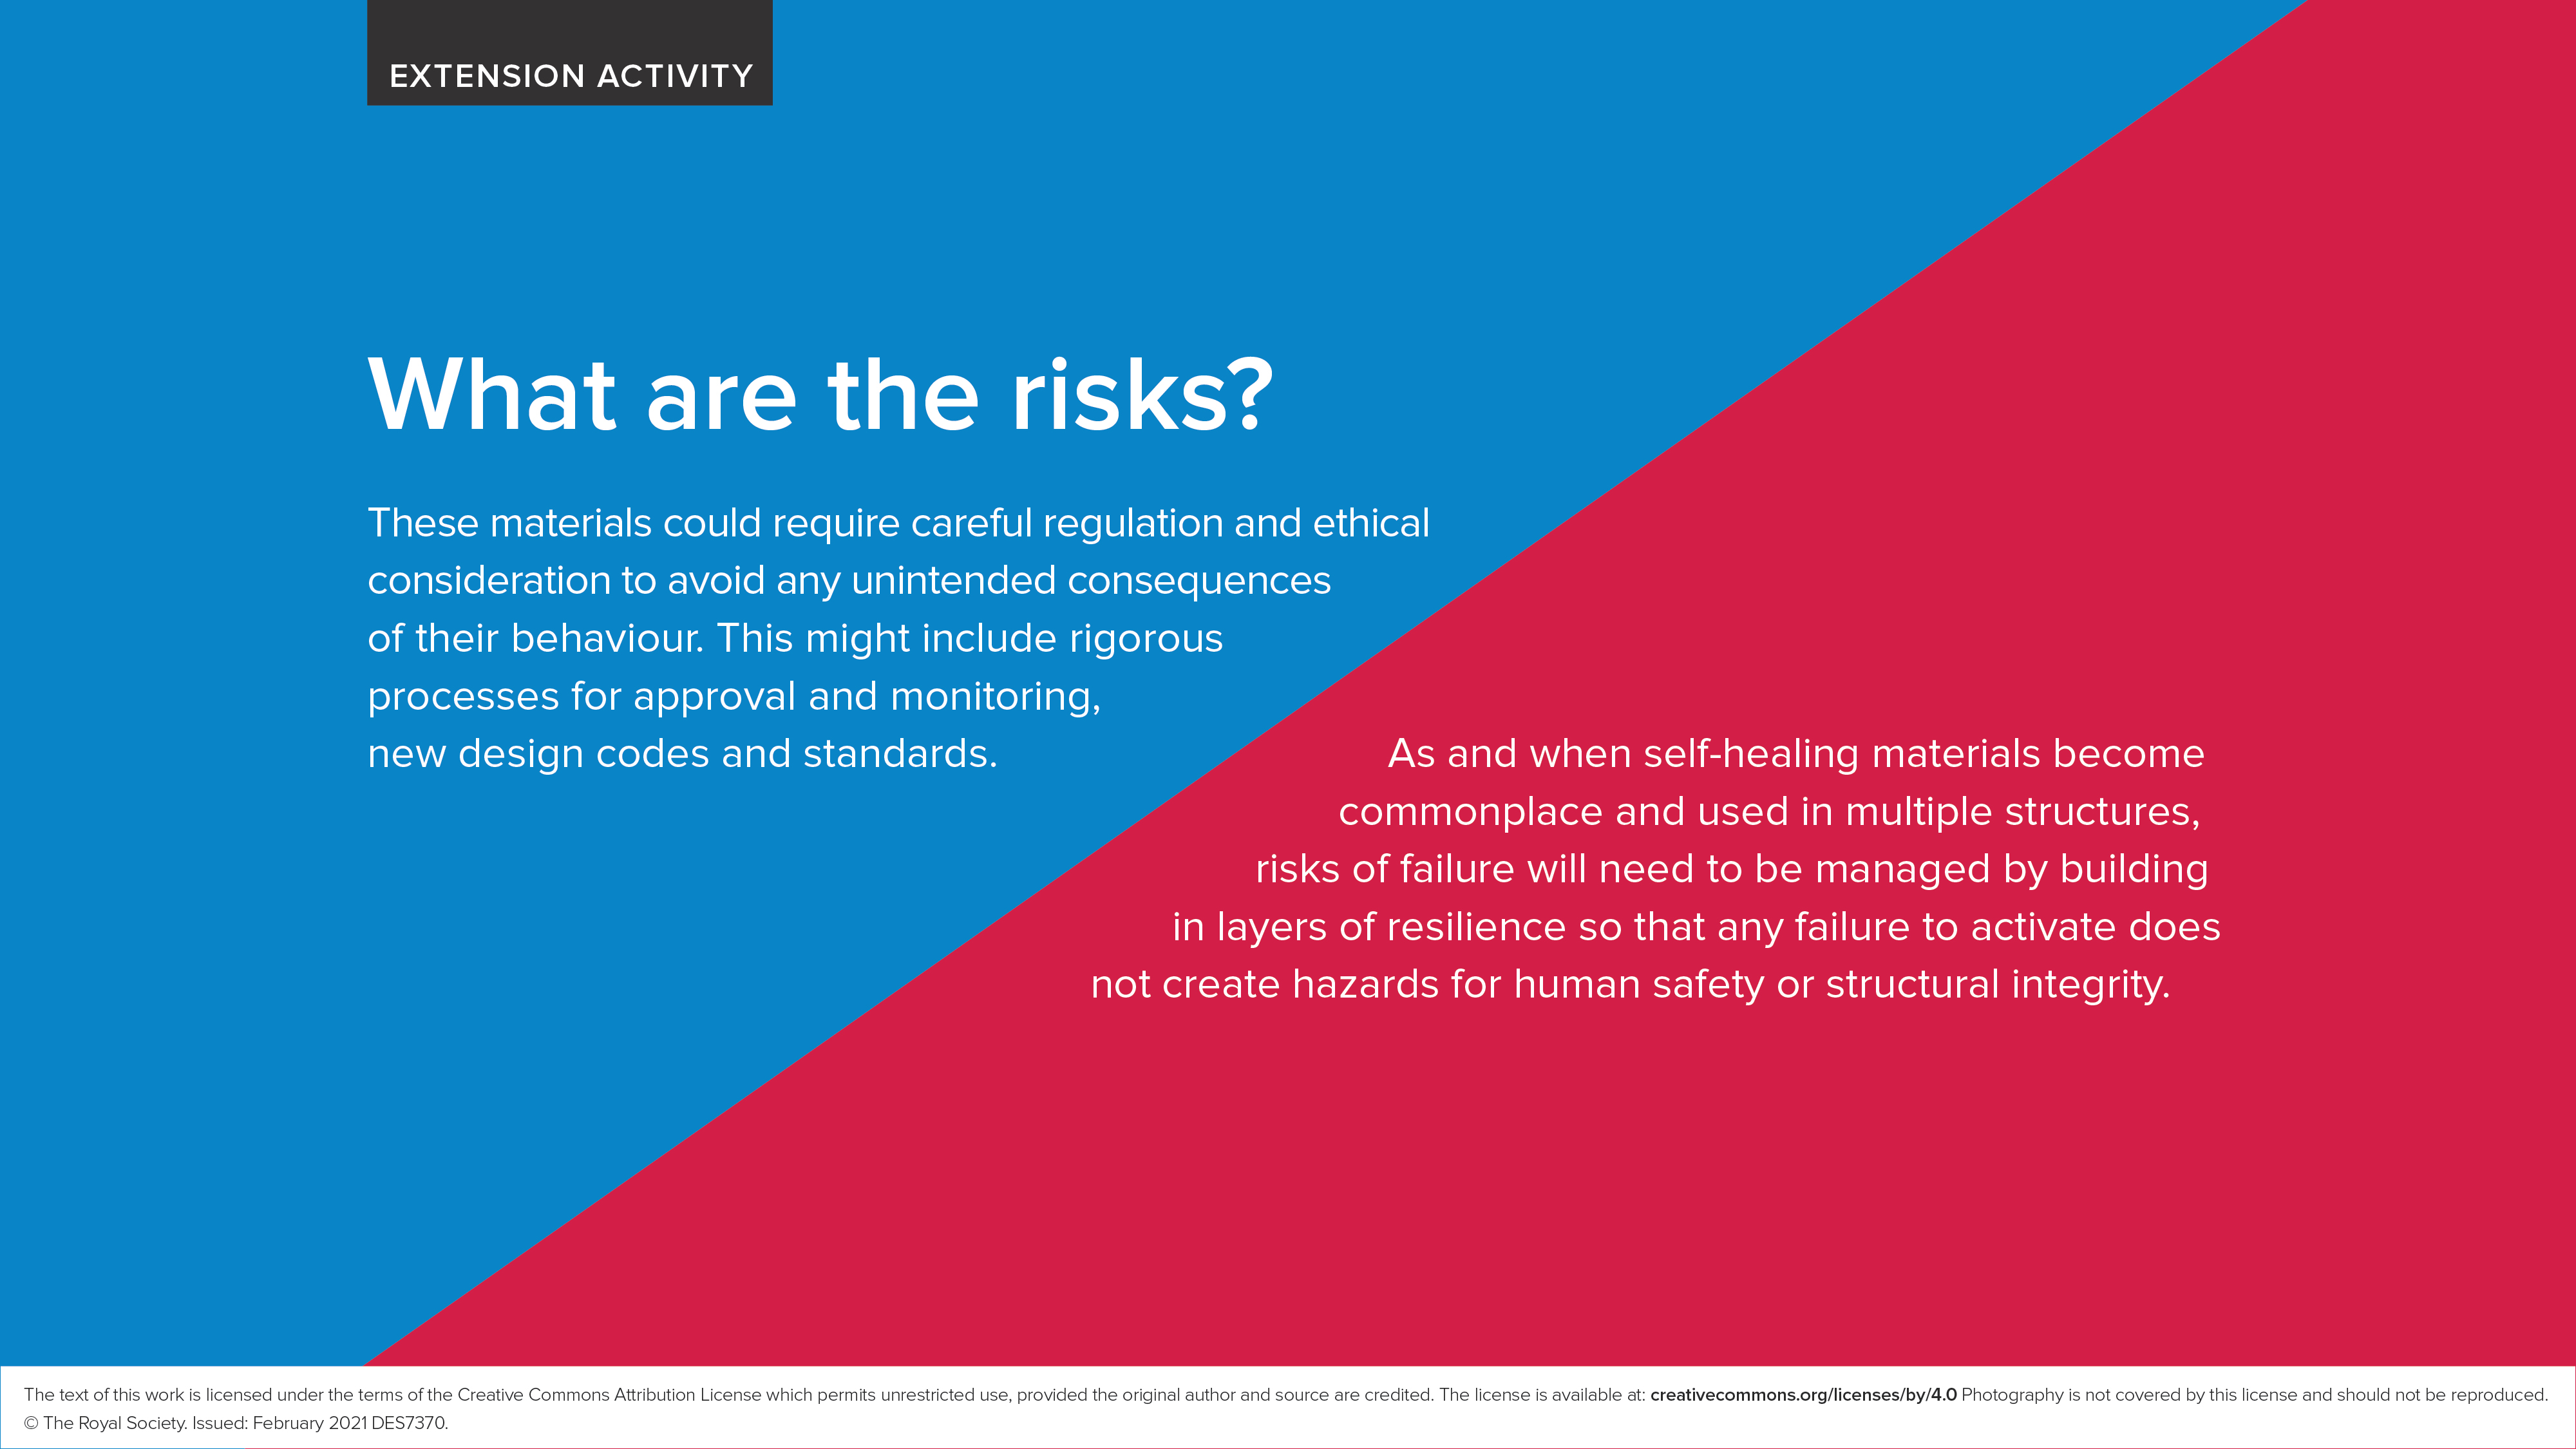 EXTENSION ACTIVITY
What are the risks?
These materials could require careful regulation and ethical
consideration to avoid any unintended consequences
of their behaviour. This might include rigorous
processes for approval and monitoring,
new design codes and standards.
As and when self-healing materials become
commonplace and used in multiple structures,
risks of failure will need to be managed by building
in layers of resilience so that any failure to activate does
not create hazards for human safety or structural integrity.
The text of this work is licensed under the terms of the Creative Commons Attribution License which permits unrestricted use, provided the original author and source are credited. The license is available at: creativecommons.org/licenses/by/4.0 Photography is not covered by this license and should not be reproduced.
© The Royal Society. Issued: February 2021 DES7370.